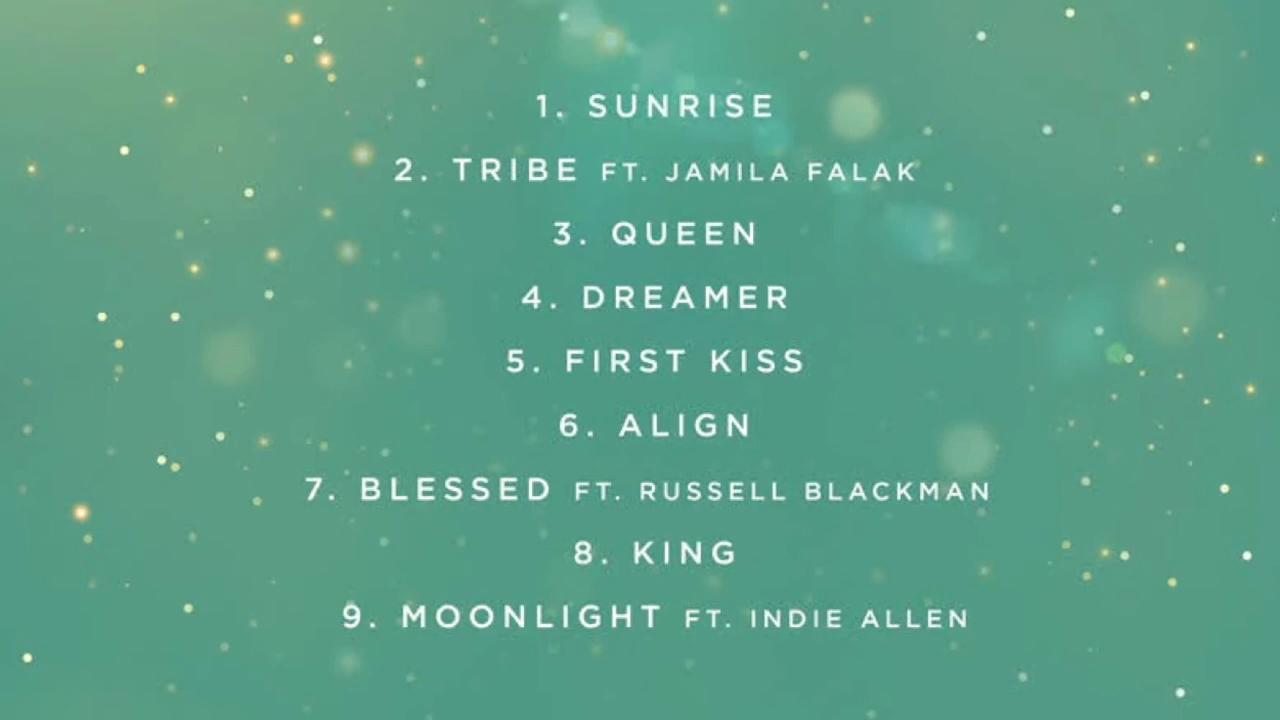 1. SUNRISE
2. TRIBE FT. JAMILA FALAK
3. QUEEN
4. DREAMER
5. FIRST KISS
6. ALIGN
7. BLESSED FT. RUSSELL BLACKMAN
8. KING
9. MOONLIGHT FT. INDIE ALLEN